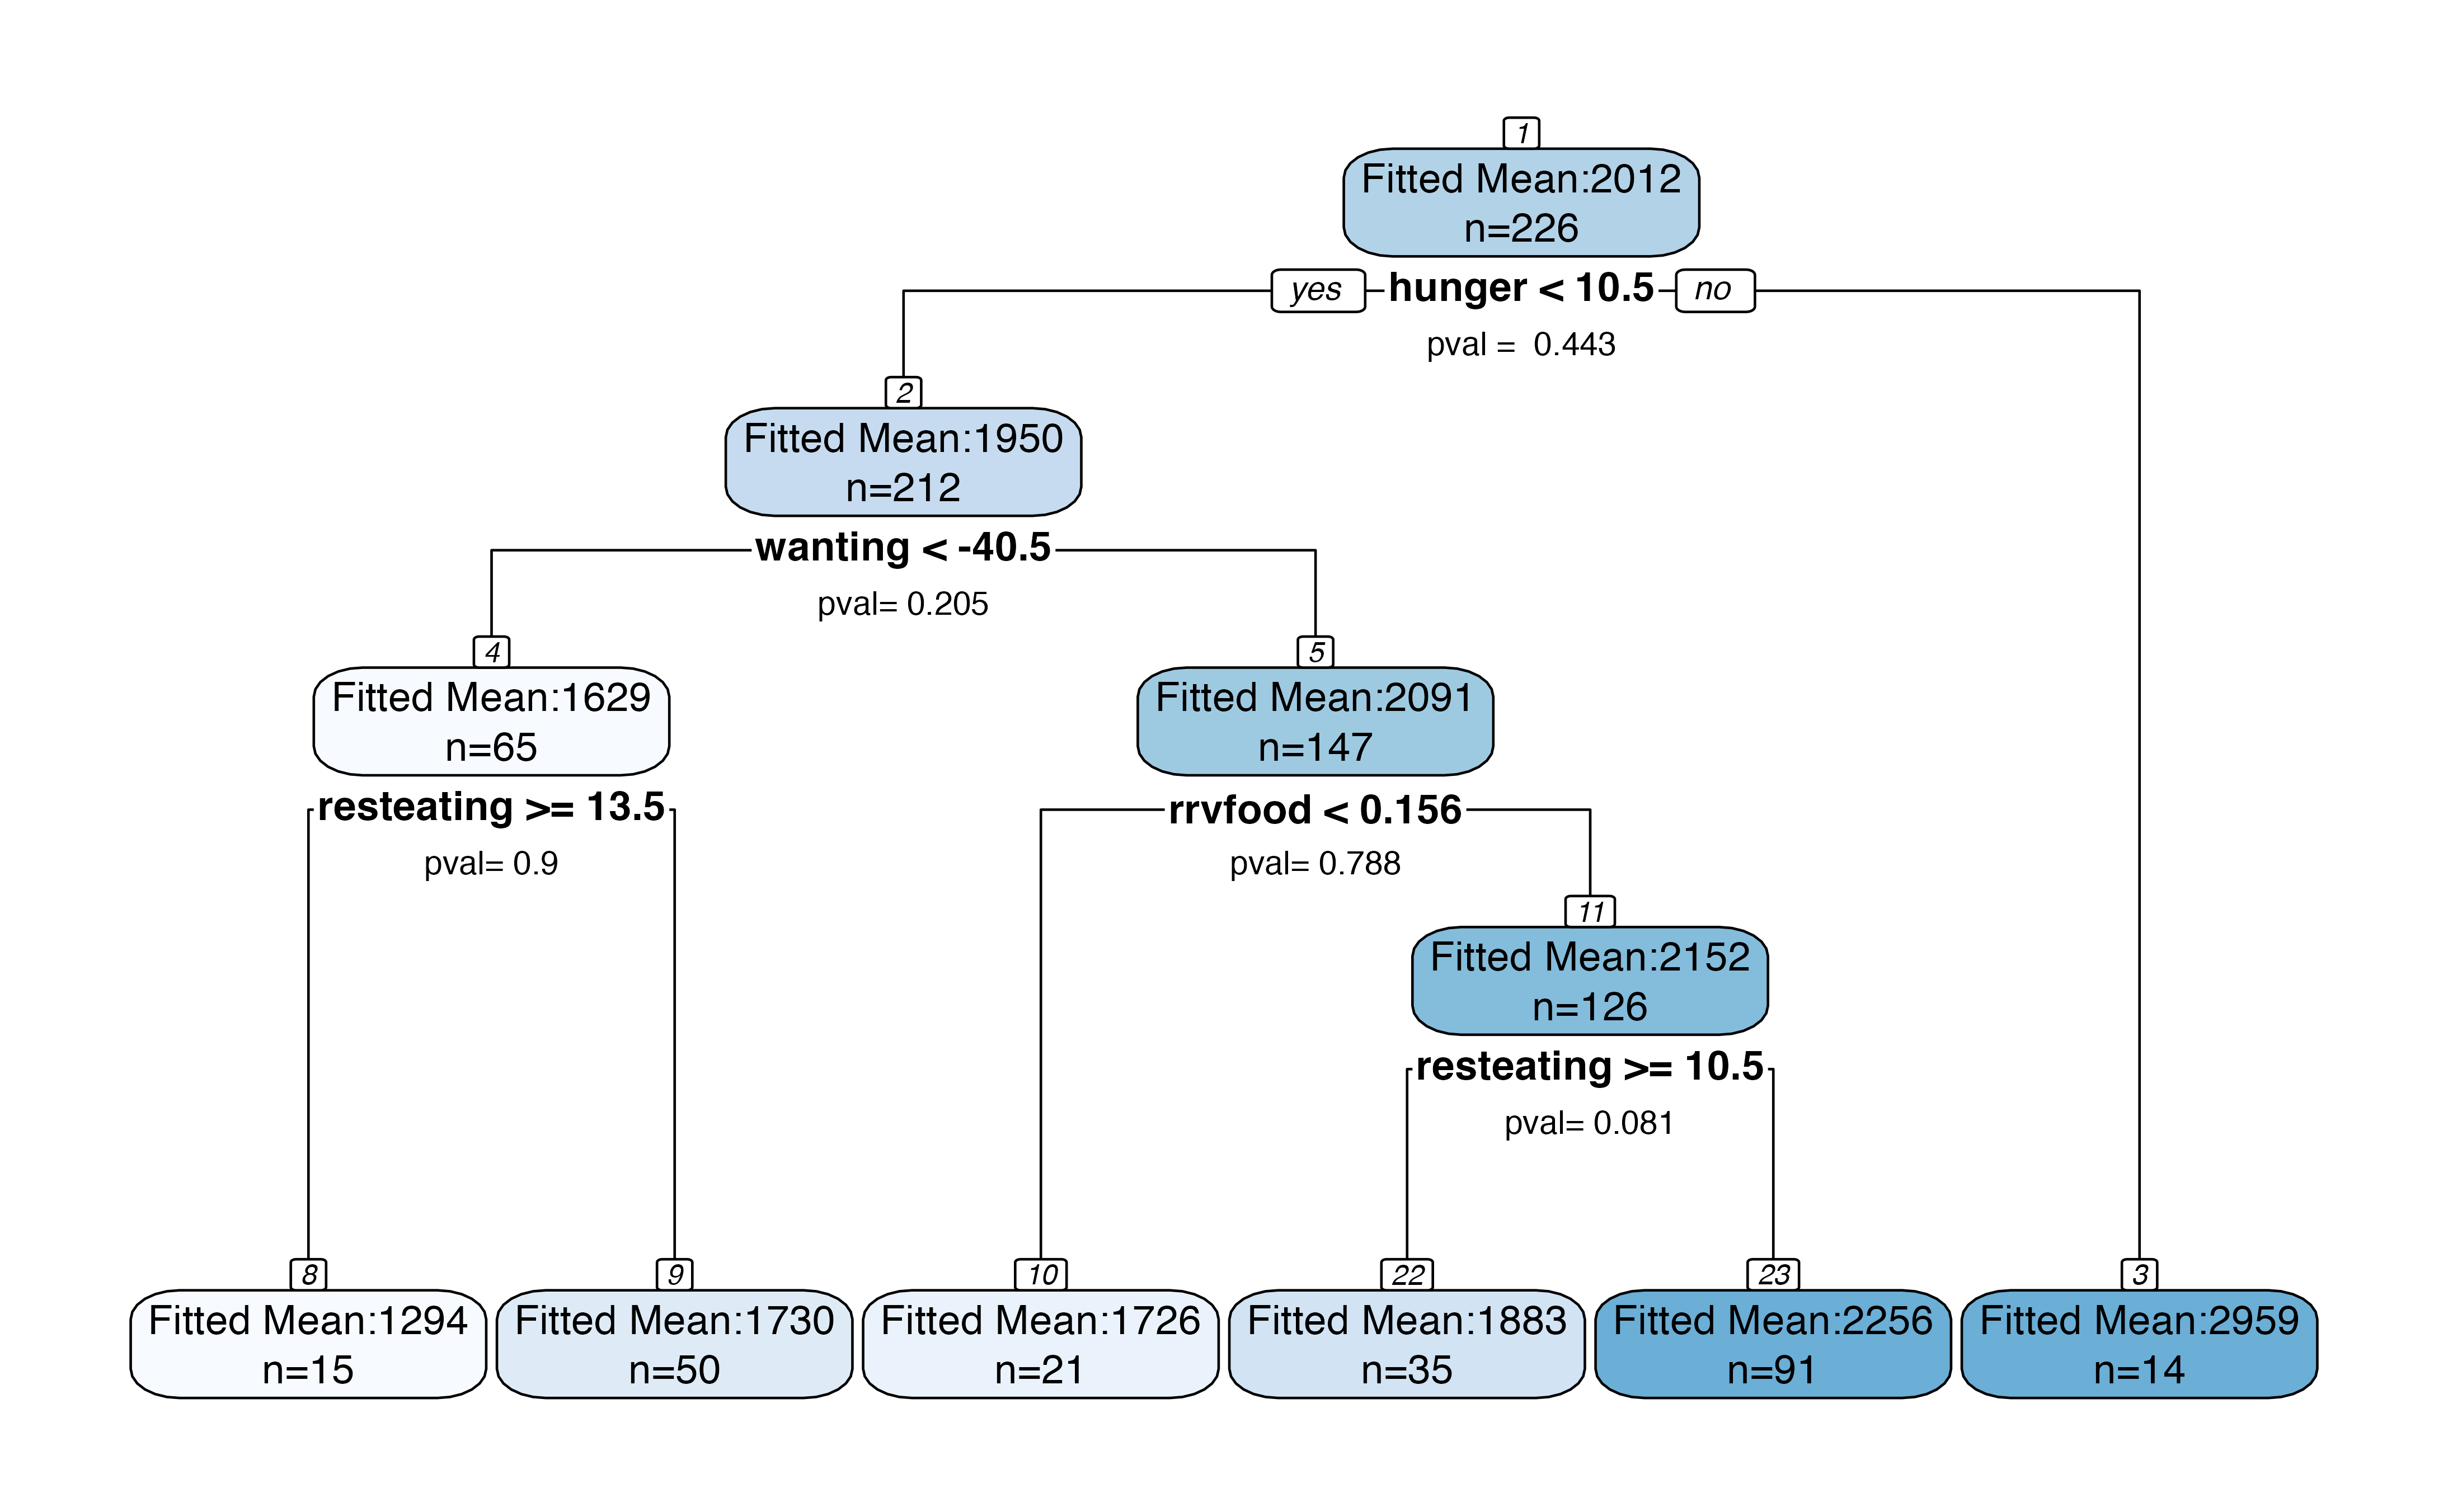 1
Fitted Mean:2012
n=226
yes hunger < 10.5 no
pval = 0.443
2
Fitted Mean:1950
n=212
wanting < -40.5
pval= 0.205
4
Fitted Mean:1629
n=65
resteating >= 13.5
pval= 0.9
5
Fitted Mean:2091
n=147
rrvfood < 0.156
pval= 0.788
11
Fitted Mean:2152
n=126
resteating >= 10.5
pval= 0.081
8
Fitted Mean:1294
n=15
9
Fitted Mean:1730
n=50
10
Fitted Mean:1726
n=21
22
Fitted Mean:1883
n=35
23
Fitted Mean:2256
n=91
3
Fitted Mean:2959
n=14